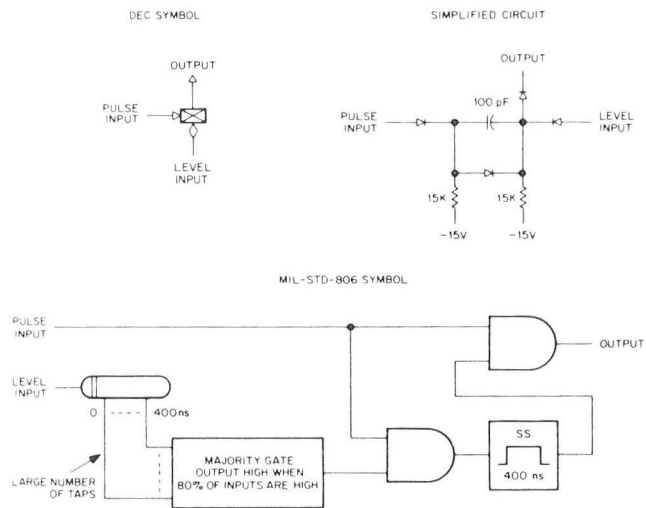 DEC SYMBOL
OUTPUT
PULSE
INPUT
LEVEL
INPUT
SIMPLIFIED CIRCUIT
OUTPUT
100 pF
PULSE
INPUT
LEVEL
INPUT
15K
15K
-15V
-15V
MIL-STD-806 SYMBOL
PULSE
INPUT
OUTPUT
LEVEL
INPUT
0
400ns
LARGE NUMBER
OF TAPS
MAJORITY GATE
OUTPUT HIGH WHEN
80% OF INPUTS ARE HIGH
SS
400 ns